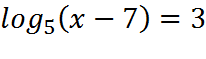 log₅(x − 7) = 3